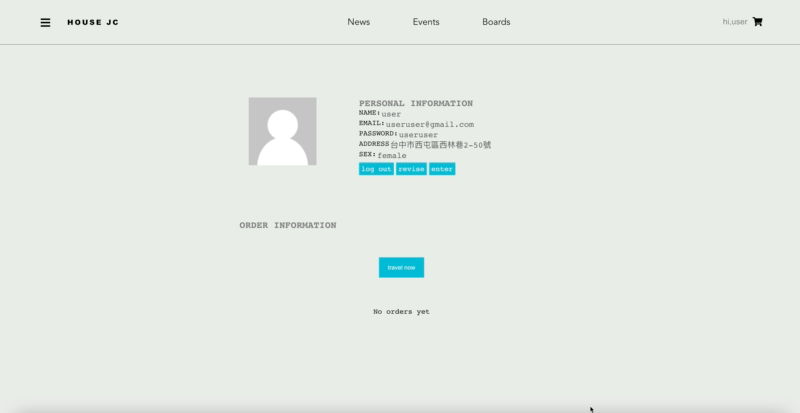 HOUSE JC
News
Events
Boards
hi,user
PERSONAL INFORMATION
NAME: user
EMAIL: useruser@gmail.com
PASSWORD: useruser
ADDRESS 台中市西屯區西林巷2-50號
SEX: female
log out revise enter
ORDER INFORMATION
travel now
No orders yet